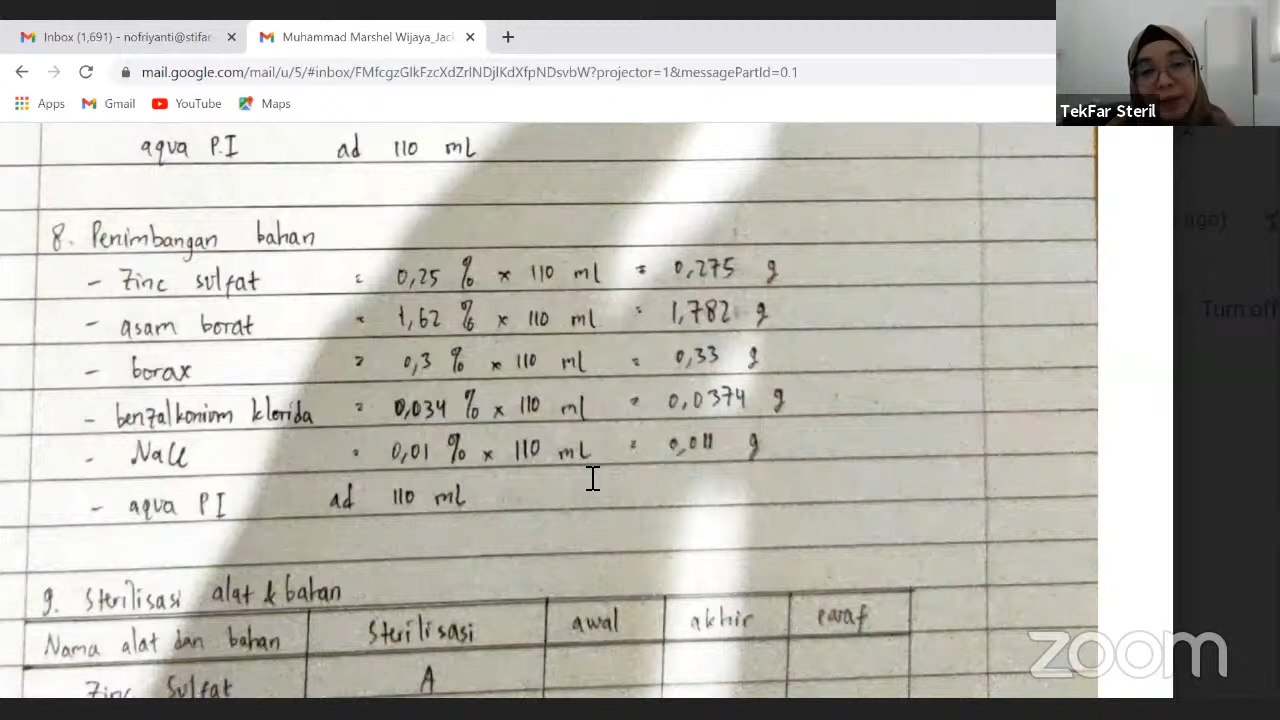 Inbox (1,691) - nofriyanti@stifar
Muhammad Marshel Wijaya_Jac
mail.google.com/mail/u/5/#inbox/FMfcgzGlkFzcXdZrlNDjlKdXfpNDsvbW?projector=1&messagePartId=0.1
Apps Gmail YouTube Maps
TekFar Steril
aqua P.I ad 110 mL
ago)
8. Penimbangan bahan
- Zinc sulfat = 0,25 % x 110 ml = 0,275 g
Turn off
- asam borat = 1,62 % x 110 ml = 1,782 g
- borax = 0,3 % x 110 ml = 0,33 g
- benzalkonium klorida = 0,034 % x 110 ml = 0,0374 g
- NaCl = 0,01 % x 110 mL = 0,011 g
- aqua PI ad 110 mL
9. Sterilisasi alat & bahan
Nama alat dan bahan Sterilisasi awal akhir paraf
Zinc Sulfat A
zoom